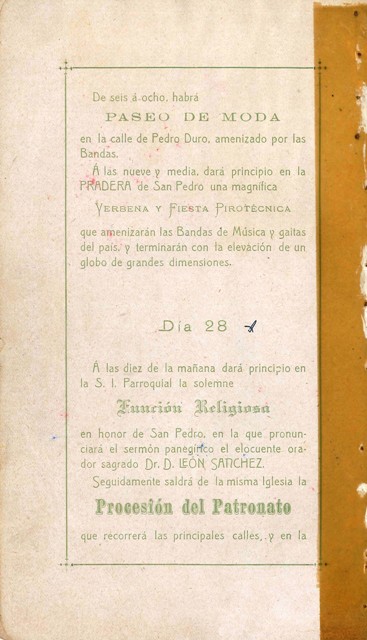 De seis á ocho, habrá
PASEO DE MODA
en la calle de Pedro Duro, amenizado por las
Bandas.
Á las nueve y media, dará principio en la
PRADERA de San Pedro una magnífica
VERBENA Y FIESTA PIROTÉCNICA
que amenizarán las Bandas de Música y gaitas
del país, y terminarán con la elevación de un
globo de grandes dimensiones.
Día 28
Á las diez de la mañana dará principio en
la S. I. Parroquial la solemne
Función Religiosa
en honor de San Pedro, en la que pronun-
ciará el sermón panegírico el elocuente ora-
dor sagrado Dr. D. LEÓN SANCHEZ.
Seguidamente saldrá de la misma Iglesia la
Procesión del Patronato
que recorrerá las principales calles, y en la